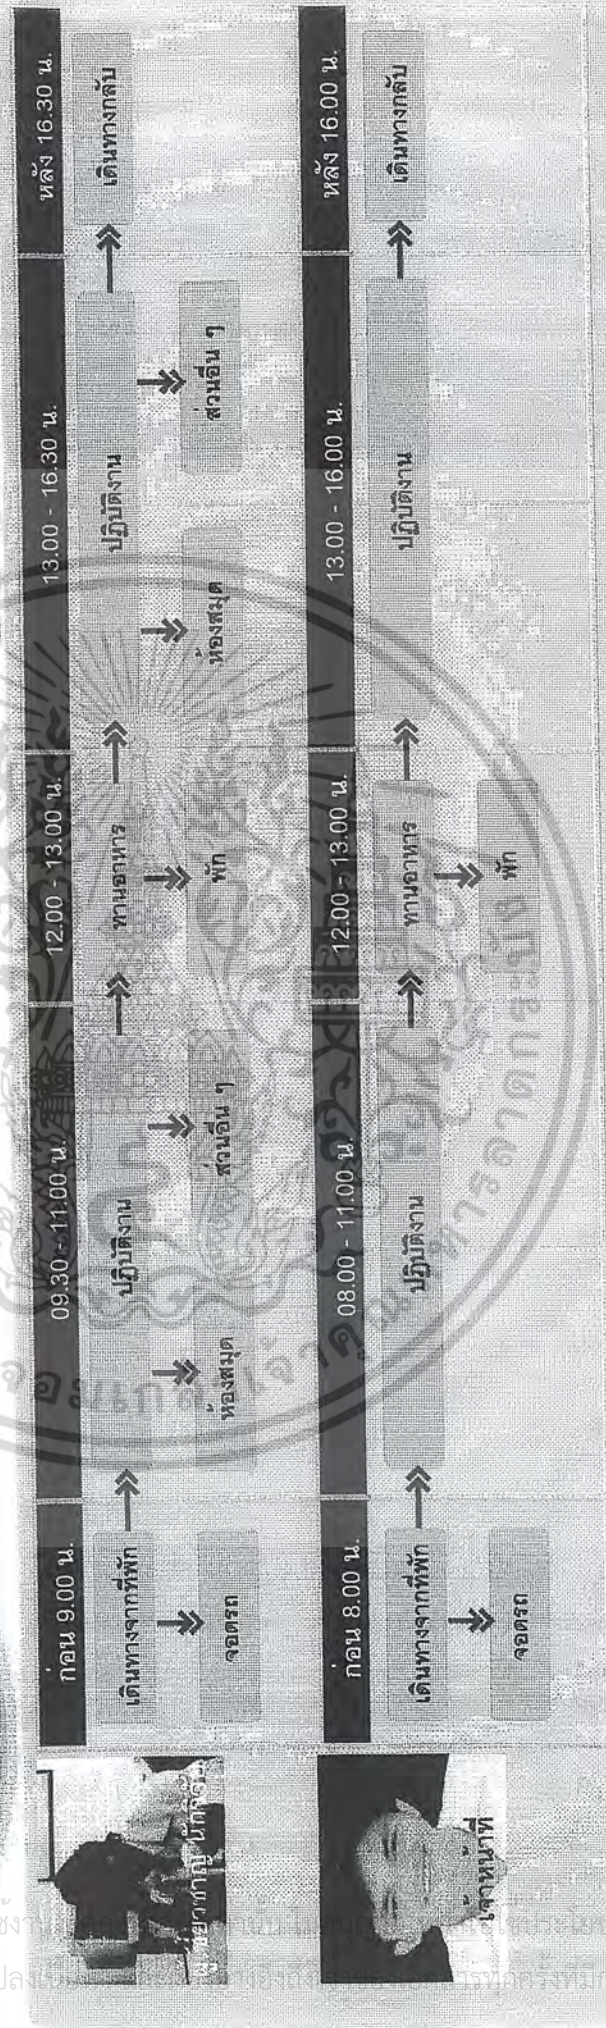 ก่อน 9.00 น.
09.30 - 11.00 น.
12.00 - 13.00 น.
13.00 - 16.30 น.
หลัง 16.30 น.
เดินทางจากที่พัก
ปฏิบัติงาน
ทานอาหาร
ปฏิบัติงาน
เดินทางกลับ
จอดรถ
ห้องสมุด
ส่วนอื่น ๆ
พัก
ห้องสมุด
ส่วนอื่น ๆ
ก่อน 8.00 น.
08.00 - 11.00 น.
12.00 - 13.00 น.
13.00 - 16.00 น.
หลัง 16.00 น.
เจ้าหน้าที่
เดินทางจากที่พัก
ปฏิบัติงาน
ทานอาหาร
ปฏิบัติงาน
เดินทางกลับ
จอดรถ
พัก